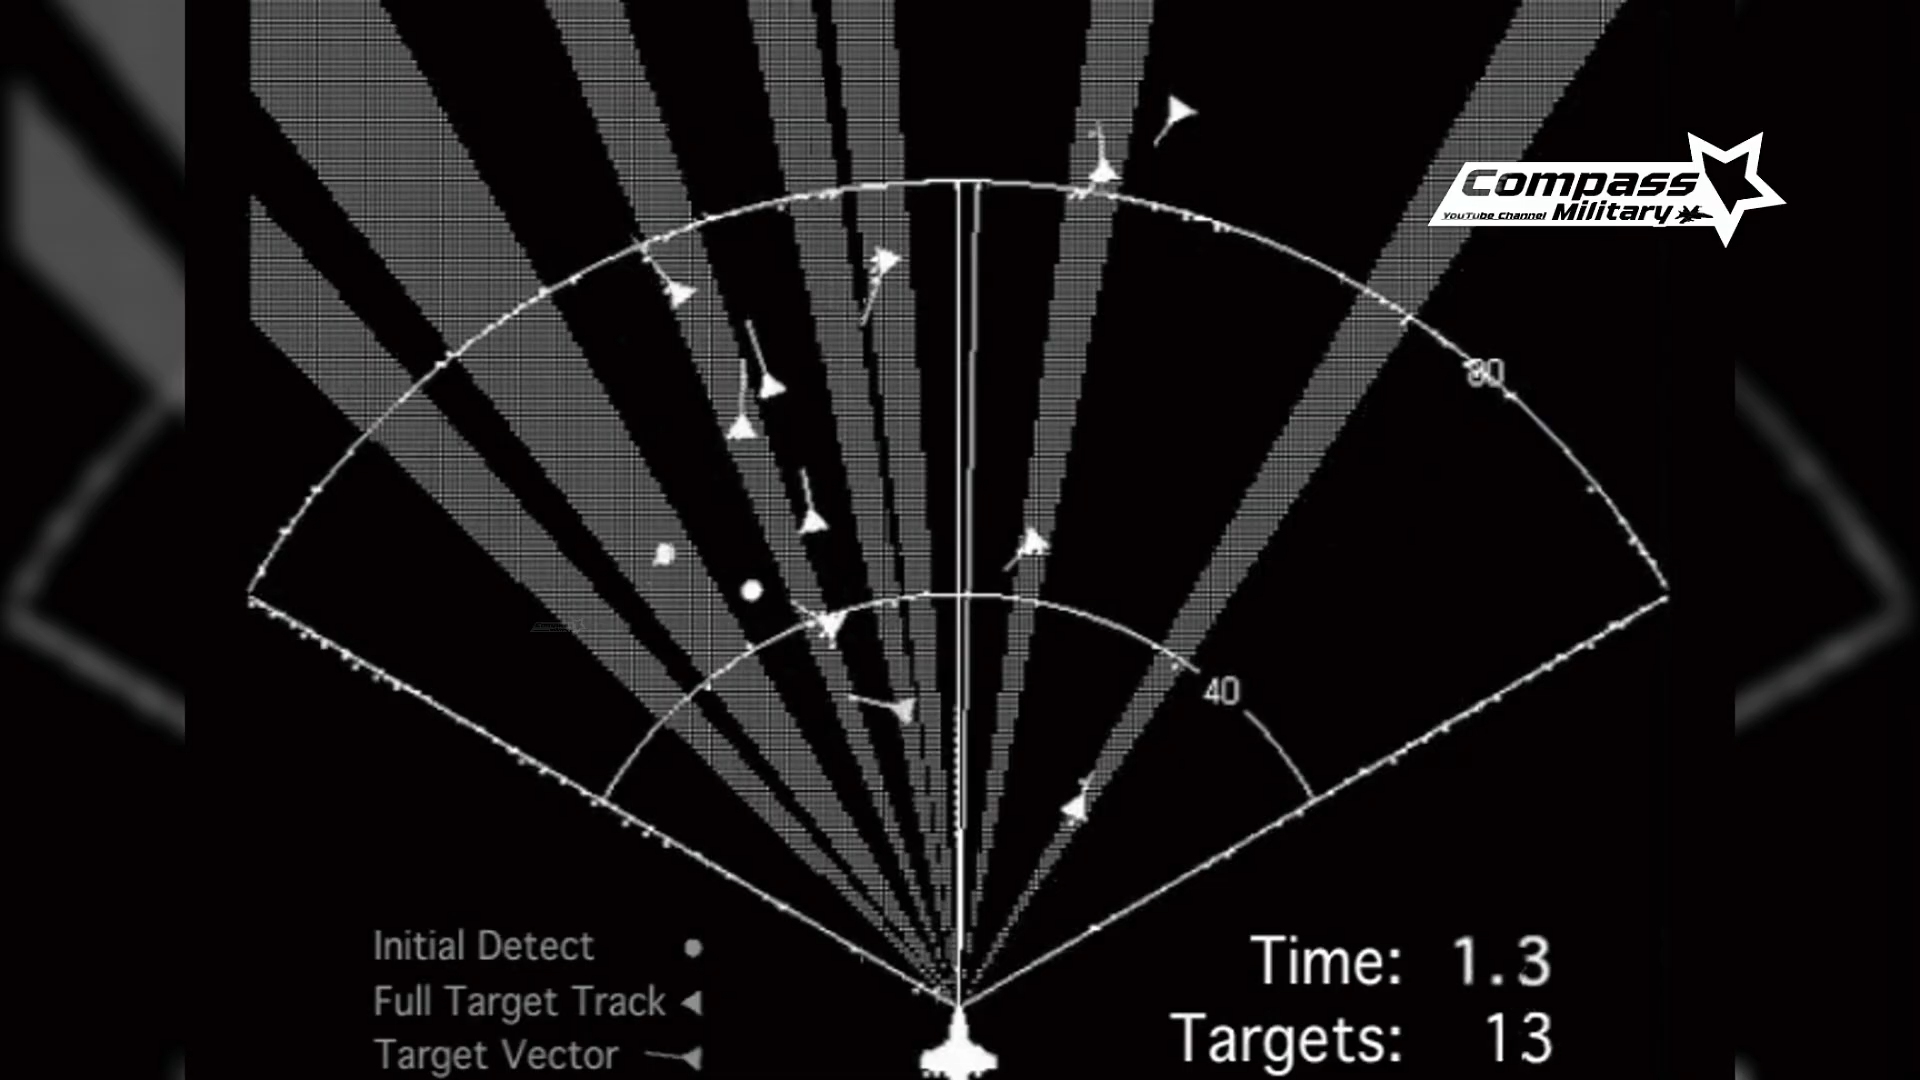 Compass
YouTube Channel Military
80
40
Initial Detect
Full Target Track
Target Vector
Time: 1.3
Targets: 13